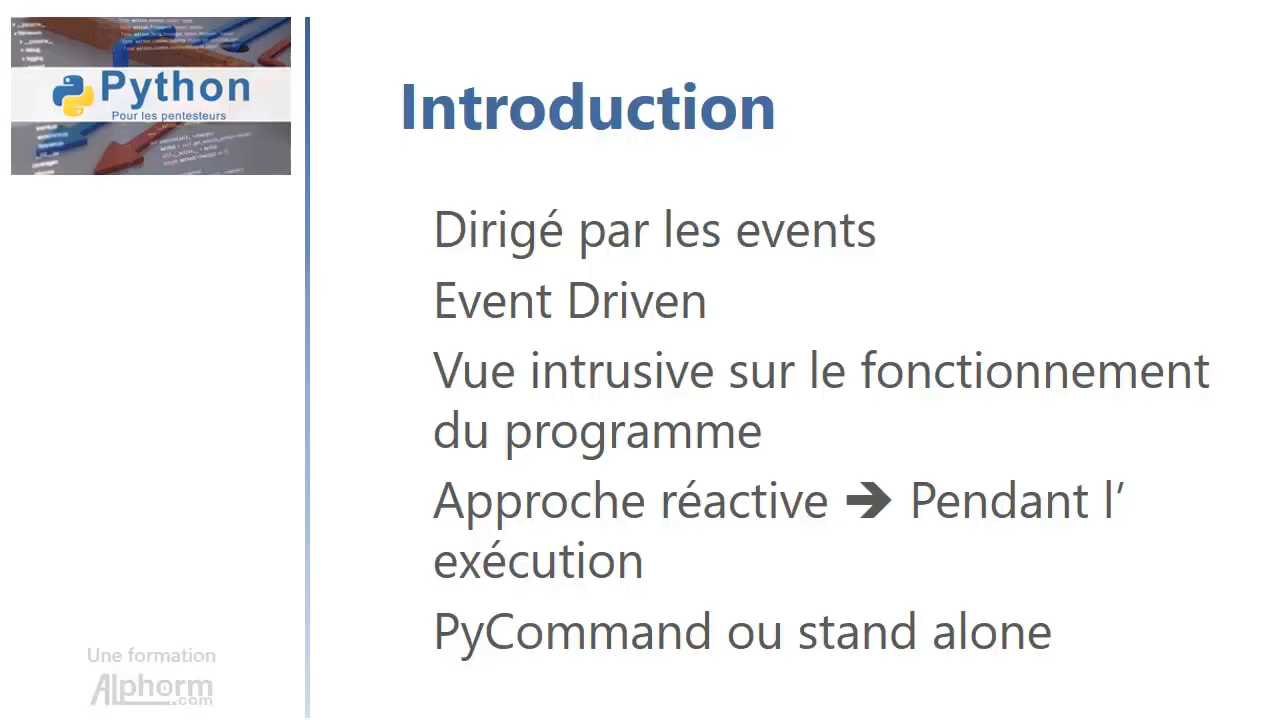 Python
Pour les pentesteurs
Introduction
Dirigé par les events
Event Driven
Vue intrusive sur le fonctionnement
du programme
Approche réactive ➔ Pendant l’
exécution
PyCommand ou stand alone
Une formation
Alphorm
.com